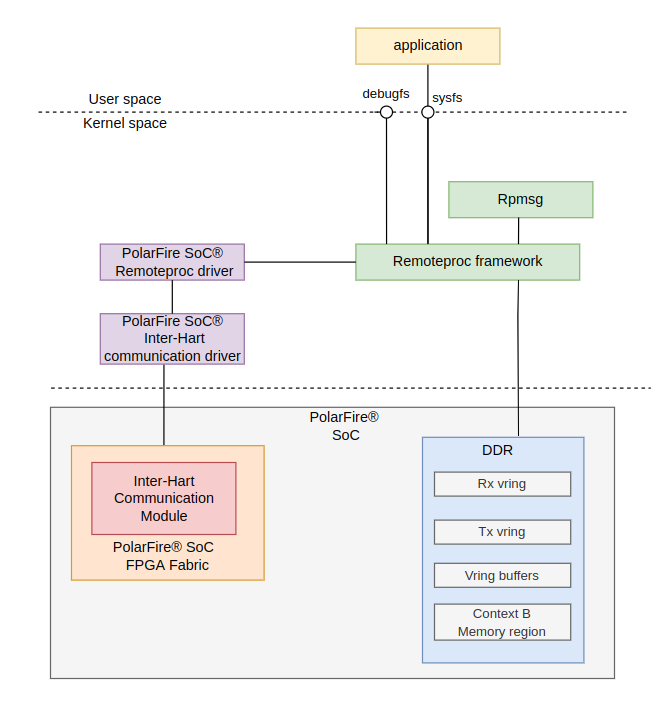 application
debugfs
sysfs
User space
Kernel space
Rpmsg
PolarFire SoC®
Remoteproc driver
Remoteproc framework
PolarFire SoC®
Inter-Hart
communication driver
PolarFire®
SoC
Inter-Hart
Communication
Module
PolarFire® SoC
FPGA Fabric
DDR
Rx vring
Tx vring
Vring buffers
Context B
Memory region